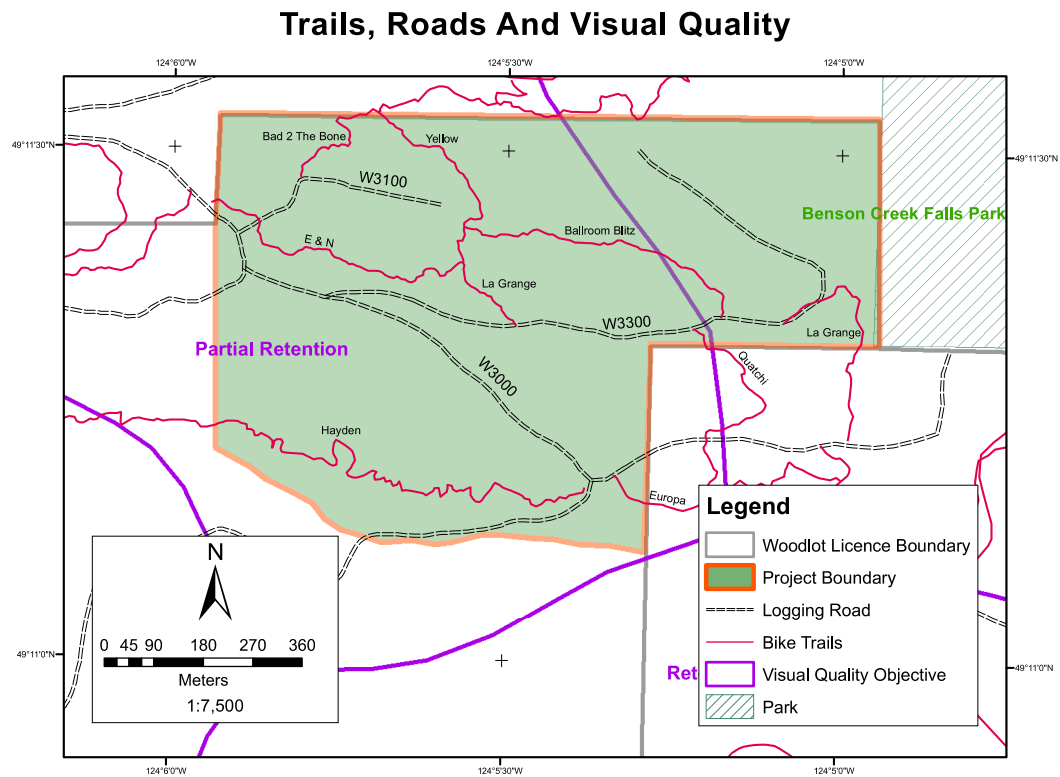 Trails, Roads And Visual Quality
124°6'0"W
124°5'30"W
124°5'0"W
49°11'30"N
49°11'30"N
Bad 2 The Bone
Yellow
W3100
Benson Creek Falls Park
Ballroom Blitz
E & N
La Grange
W3300
La Grange
Partial Retention
Quatchi
W3000
Hayden
Europa
Legend
Woodlot Licence Boundary
Project Boundary
Logging Road
Bike Trails
Visual Quality Objective
Park
N
0 45 90 180 270 360
Meters
1:7,500
49°11'0"N
49°11'0"N
Ret
124°6'0"W
124°5'30"W
124°5'0"W